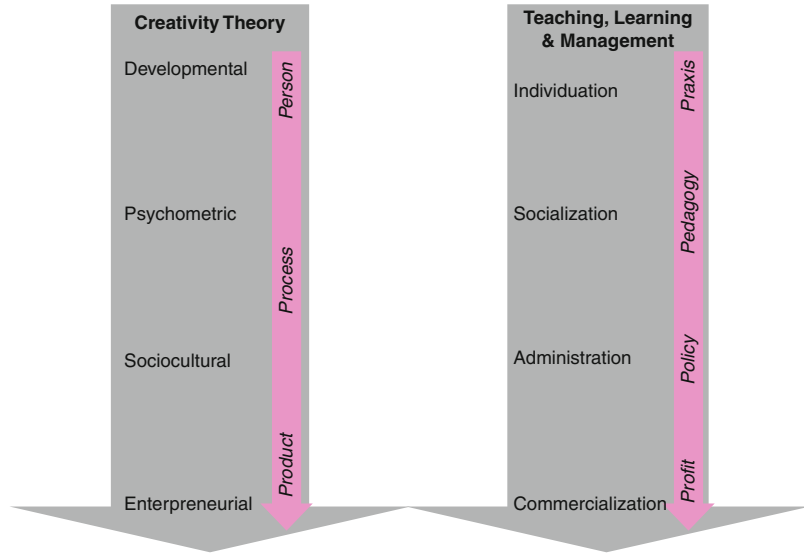 Creativity Theory
Developmental
Person
Psychometric
Process
Sociocultural
Product
Enterpreneurial
Teaching, Learning
& Management
Individuation
Praxis
Socialization
Pedagogy
Administration
Policy
Commercialization
Profit